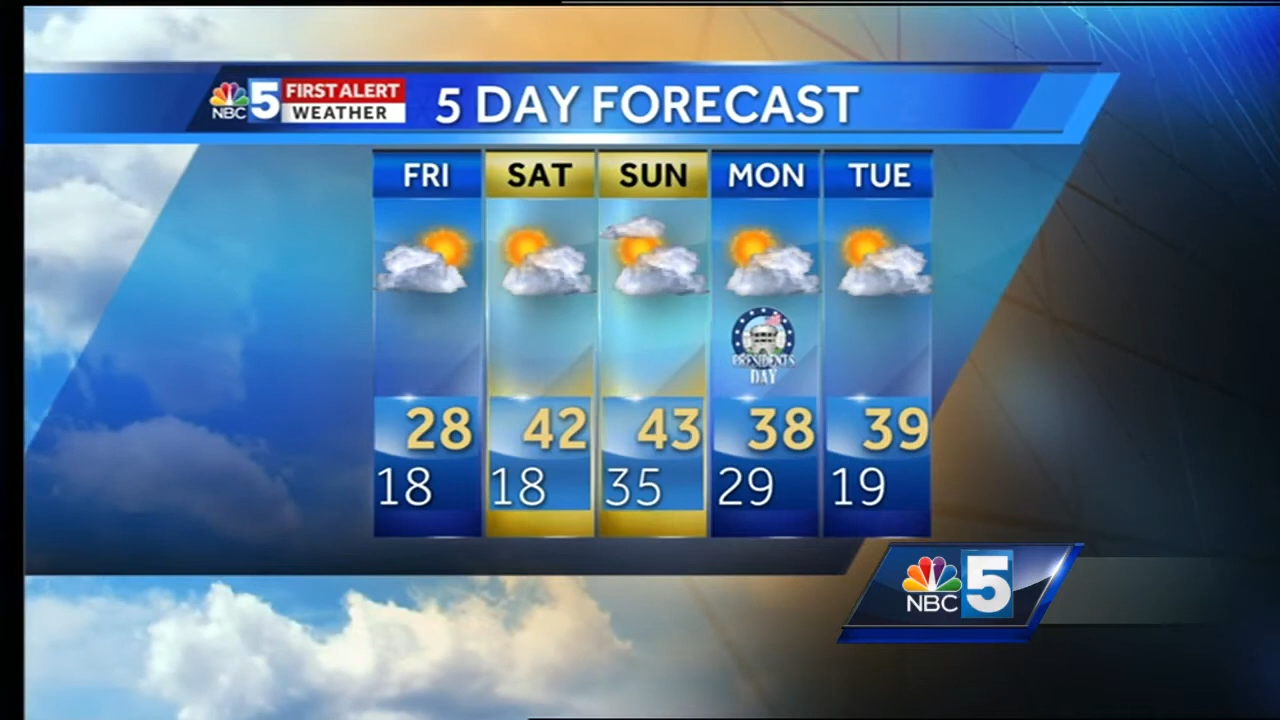 NBC 5 FIRST ALERT WEATHER 5 DAY FORECAST
FRI SAT SUN MON TUE
PRESIDENTS
DAY
28 42 43 38 39
18 18 35 29 19
NBC 5